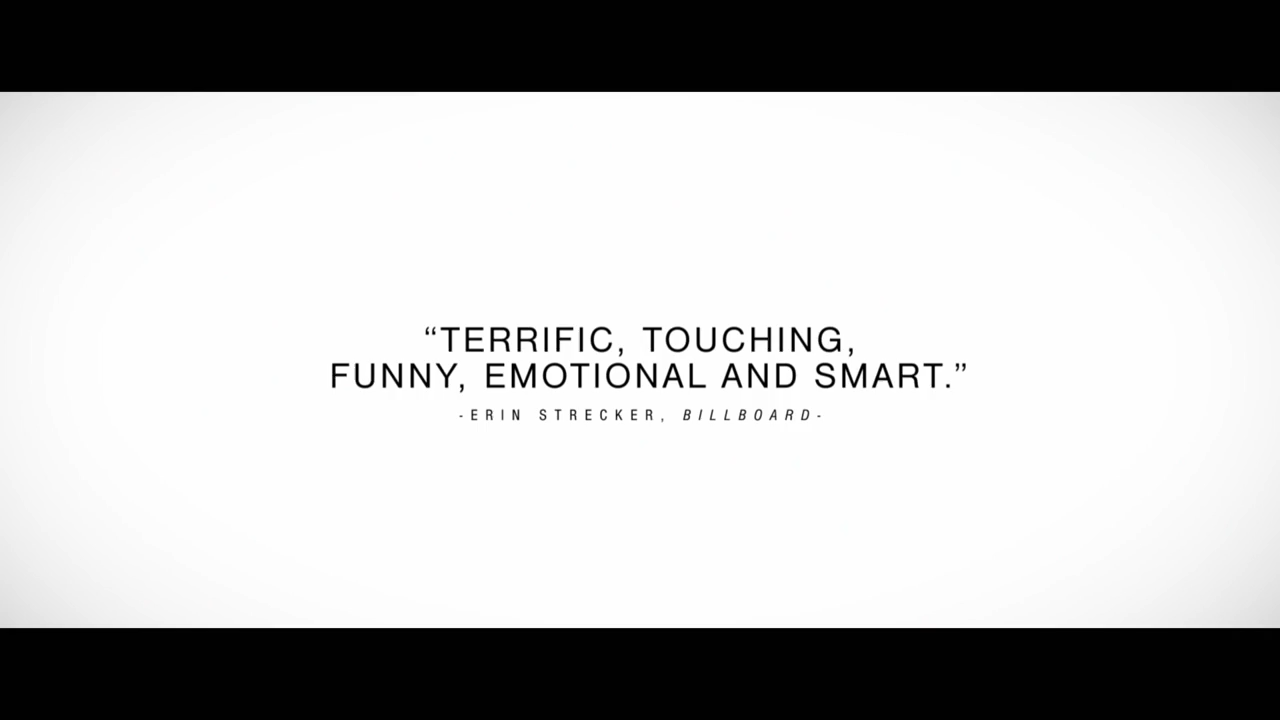 “TERRIFIC, TOUCHING,
FUNNY, EMOTIONAL AND SMART.”
-ERIN STRECKER, BILLBOARD-